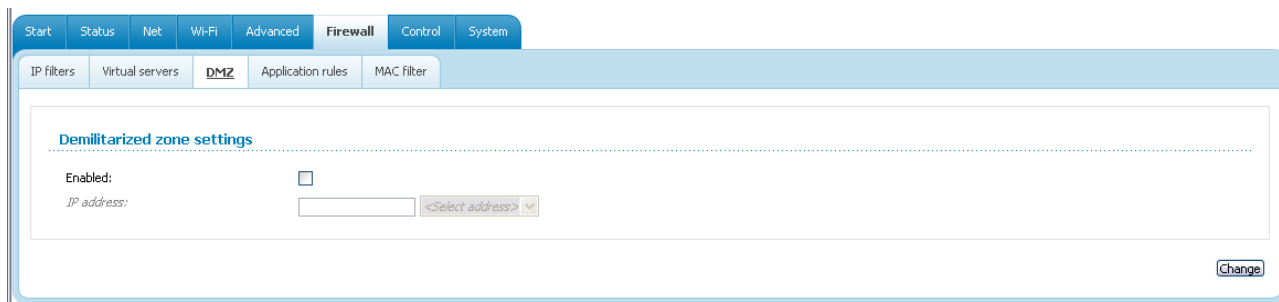 Start Status Net Wi-Fi Advanced Firewall Control System
IP filters Virtual servers DMZ Application rules MAC filter
Demilitarized zone settings
Enabled:
IP address: <Select address>
Change